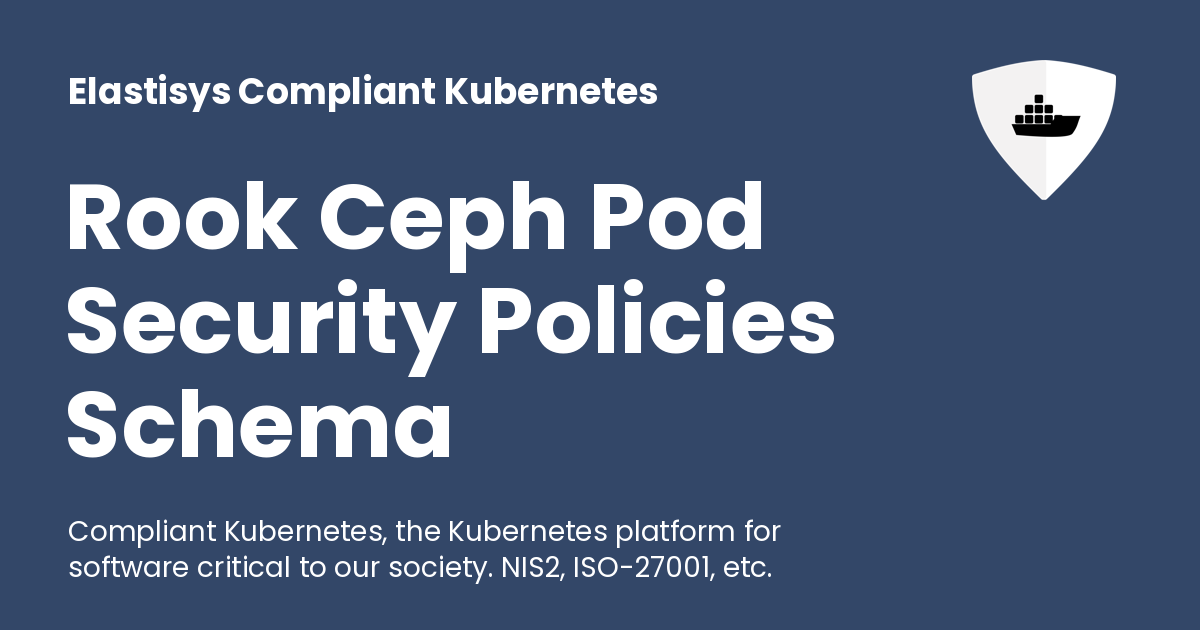 Elastisys Compliant Kubernetes
Rook Ceph Pod
Security Policies
Schema
Compliant Kubernetes, the Kubernetes platform for
software critical to our society. NIS2, ISO-27001, etc.